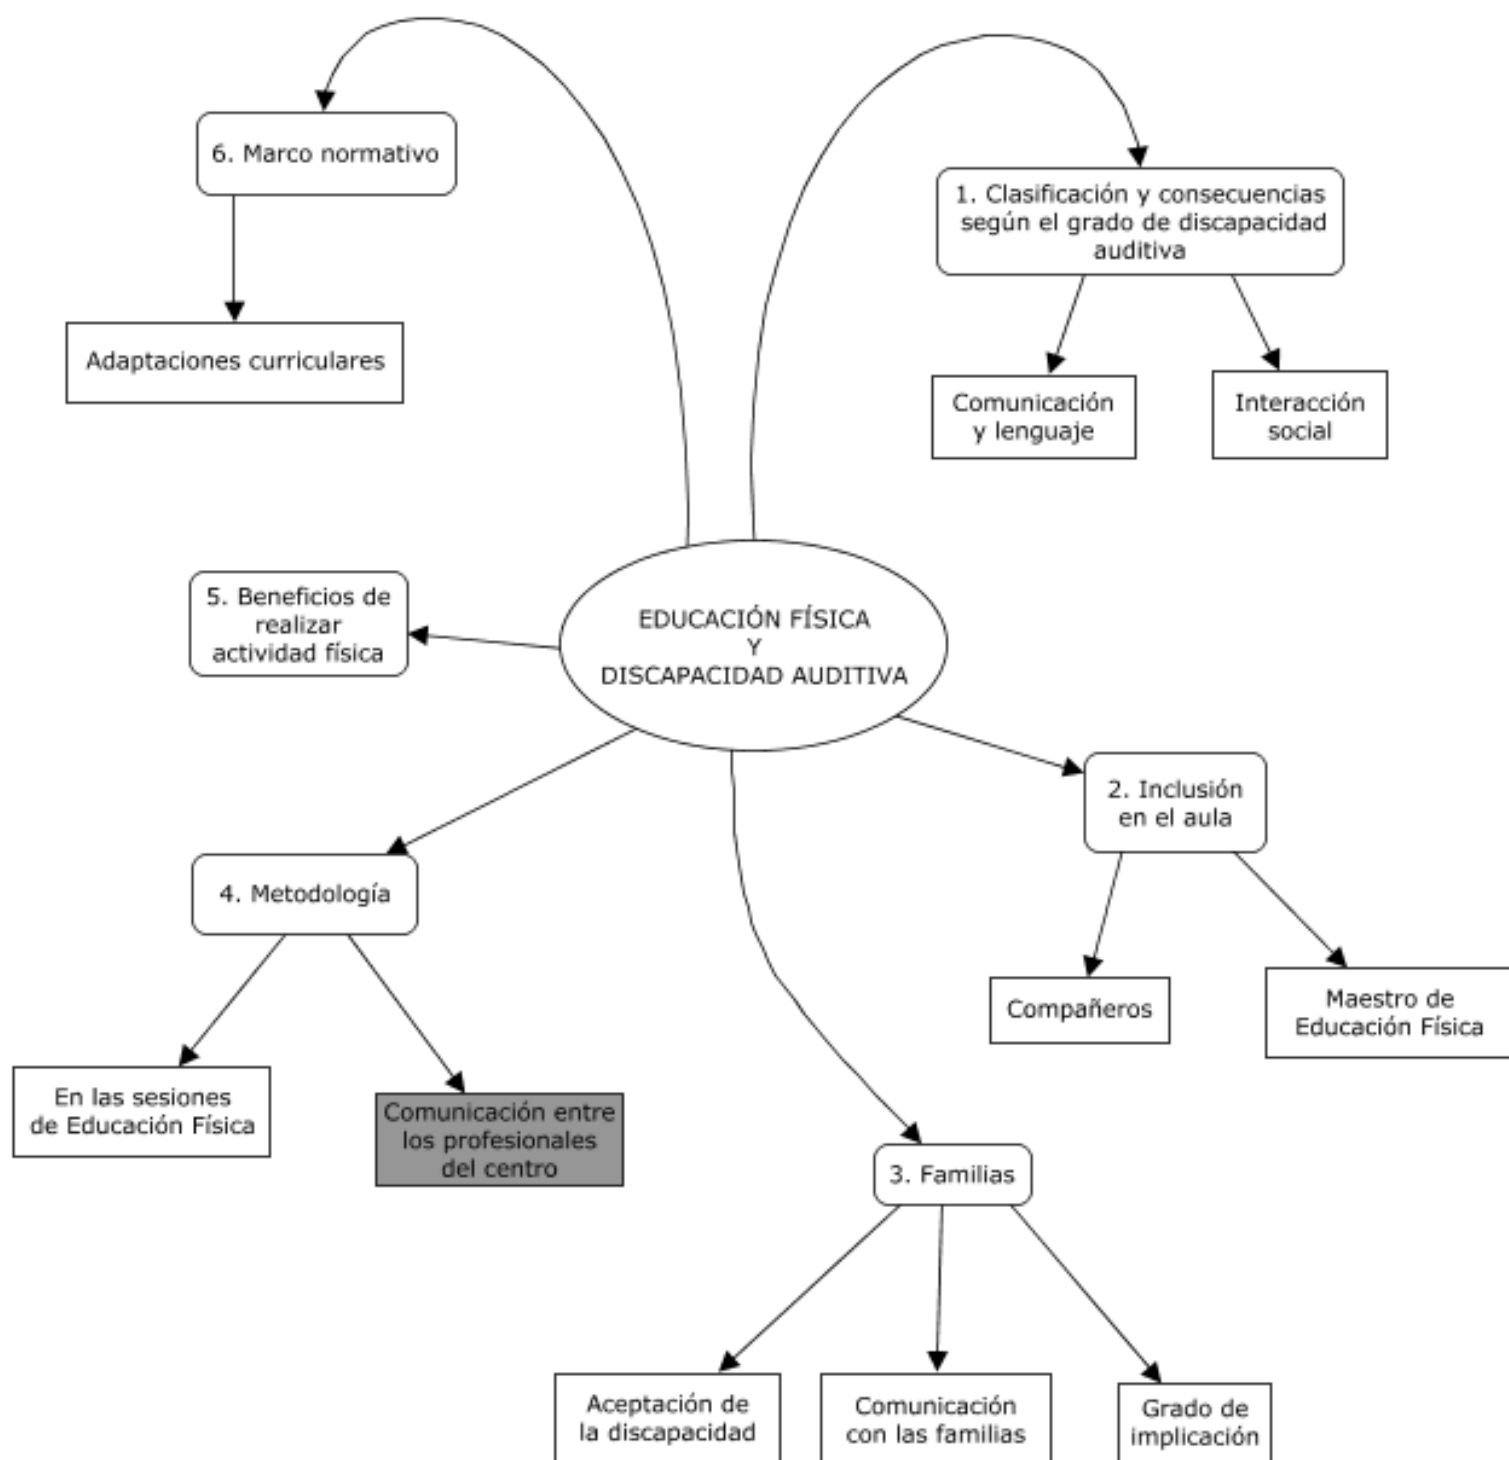 6. Marco normativo
Adaptaciones curriculares
1. Clasificación y consecuencias
según el grado de discapacidad
auditiva
Comunicación
y lenguaje
Interacción
social
5. Beneficios de
realizar
actividad física
EDUCACIÓN FÍSICA
Y
DISCAPACIDAD AUDITIVA
2. Inclusión
en el aula
Compañeros
Maestro de
Educación Física
4. Metodología
En las sesiones
de Educación Física
Comunicación entre
los profesionales
del centro
3. Familias
Aceptación de
la discapacidad
Comunicación
con las familias
Grado de
implicación